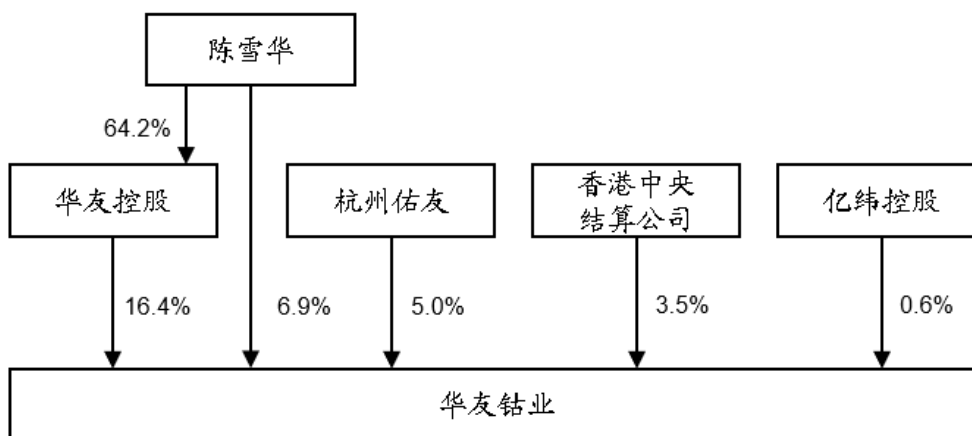 陈雪华
64.2%
华友控股
杭州佑友
香港中央
结算公司
亿纬控股
16.4%
6.9%
5.0%
3.5%
0.6%
华友钴业